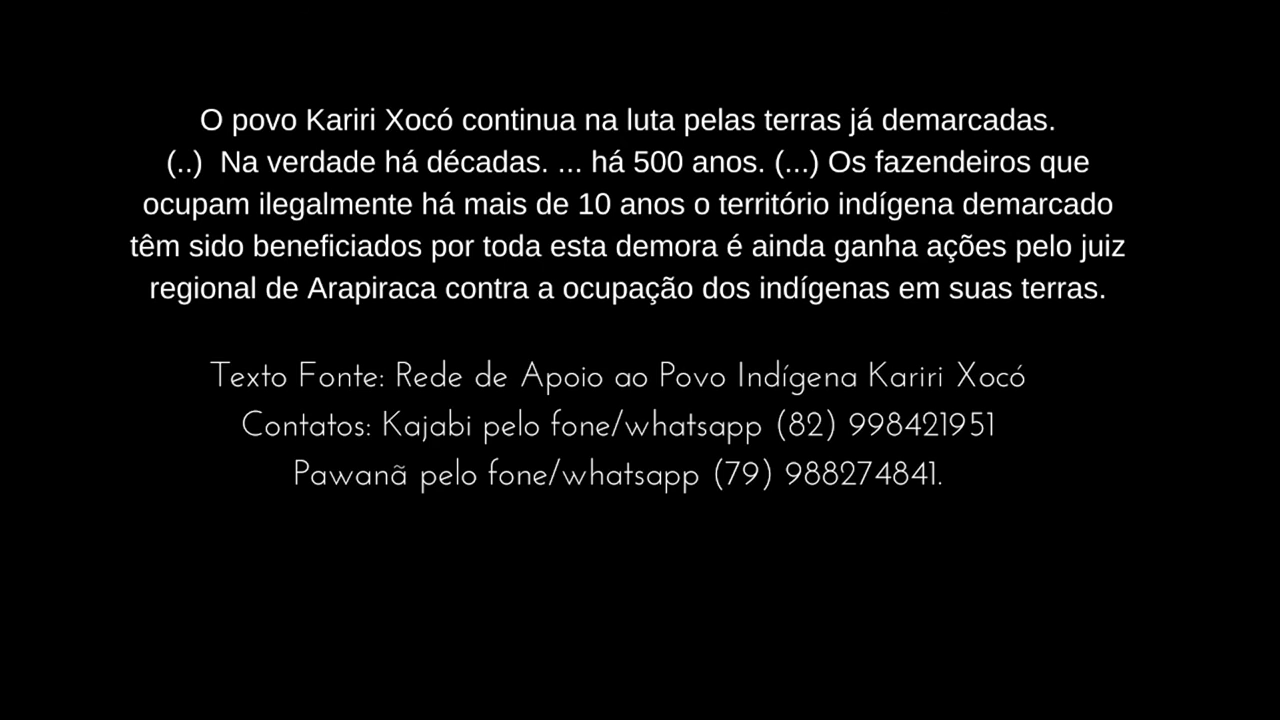 O povo Kariri Xocó continua na luta pelas terras já demarcadas.
(..)  Na verdade há décadas. ... há 500 anos. (...) Os fazendeiros que
ocupam ilegalmente há mais de 10 anos o território indígena demarcado
têm sido beneficiados por toda esta demora é ainda ganha ações pelo juiz
regional de Arapiraca contra a ocupação dos indígenas em suas terras.
Texto Fonte: Rede de Apoio ao Povo Indígena Kariri Xocó
Contatos: Kajabi pelo fone/whatsapp (82) 998421951
Pawanã pelo fone/whatsapp (79) 988274841.